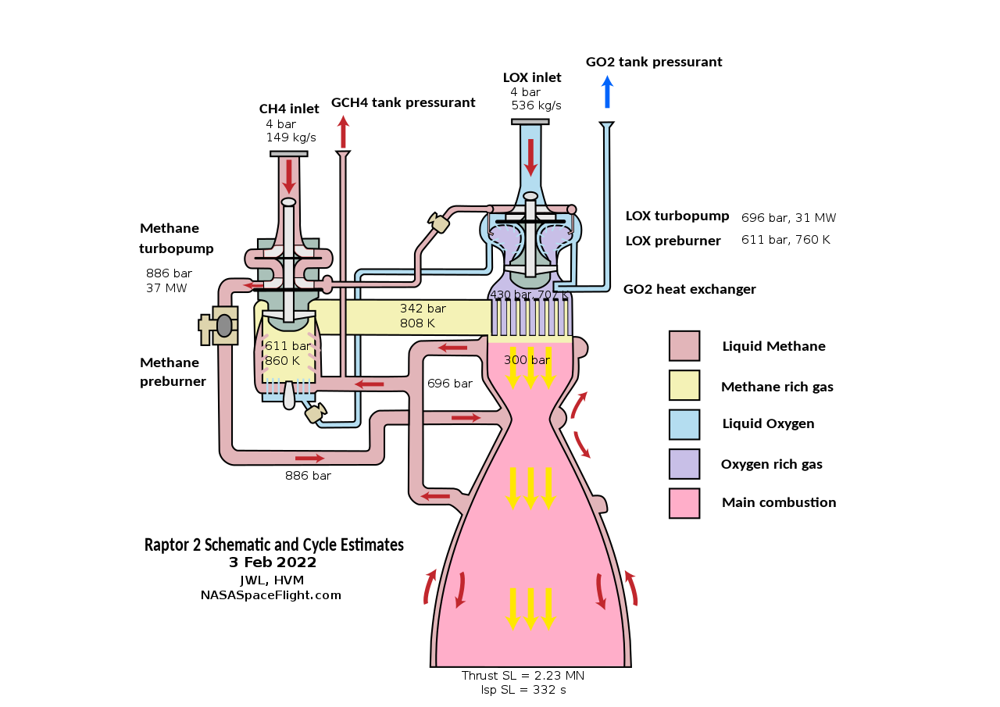 GO2 tank pressurant
LOX inlet
4 bar
536 kg/s
GCH4 tank pressurant
CH4 inlet
4 bar
149 kg/s
LOX turbopump 696 bar, 31 MW
LOX preburner 611 bar, 760 K
Methane
turbopump
886 bar
37 MW
GO2 heat exchanger
430 bar, 707 K
342 bar
808 K
611 bar
860 K
300 bar
Methane
preburner
696 bar
886 bar
Liquid Methane
Methane rich gas
Liquid Oxygen
Oxygen rich gas
Main combustion
Raptor 2 Schematic and Cycle Estimates
3 Feb 2022
JWL, HVM
NASASpaceFlight.com
Thrust SL = 2.23 MN
Isp SL = 332 s